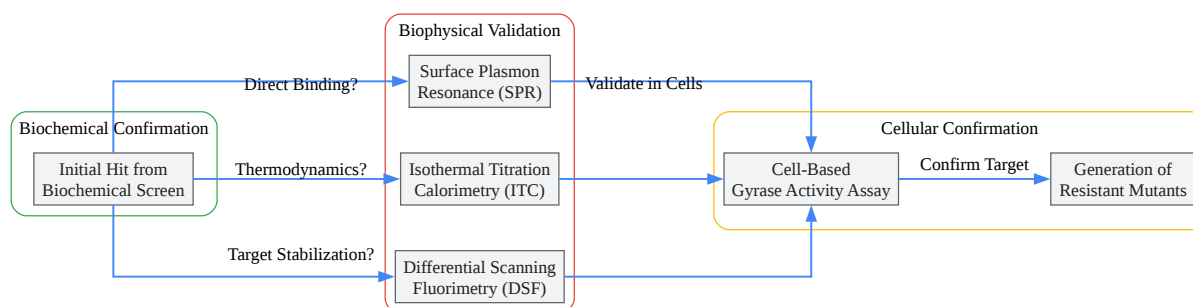 Biophysical Validation
Direct Binding?
Surface Plasmon
Resonance (SPR)
Validate in Cells
Biochemical Confirmation
Initial Hit from
Biochemical Screen
Thermodynamics?
Isothermal Titration
Calorimetry (ITC)
Cellular Confirmation
Cell-Based
Gyrase Activity Assay
Confirm Target
Generation of
Resistant Mutants
Target Stabilization?
Differential Scanning
Fluorimetry (DSF)